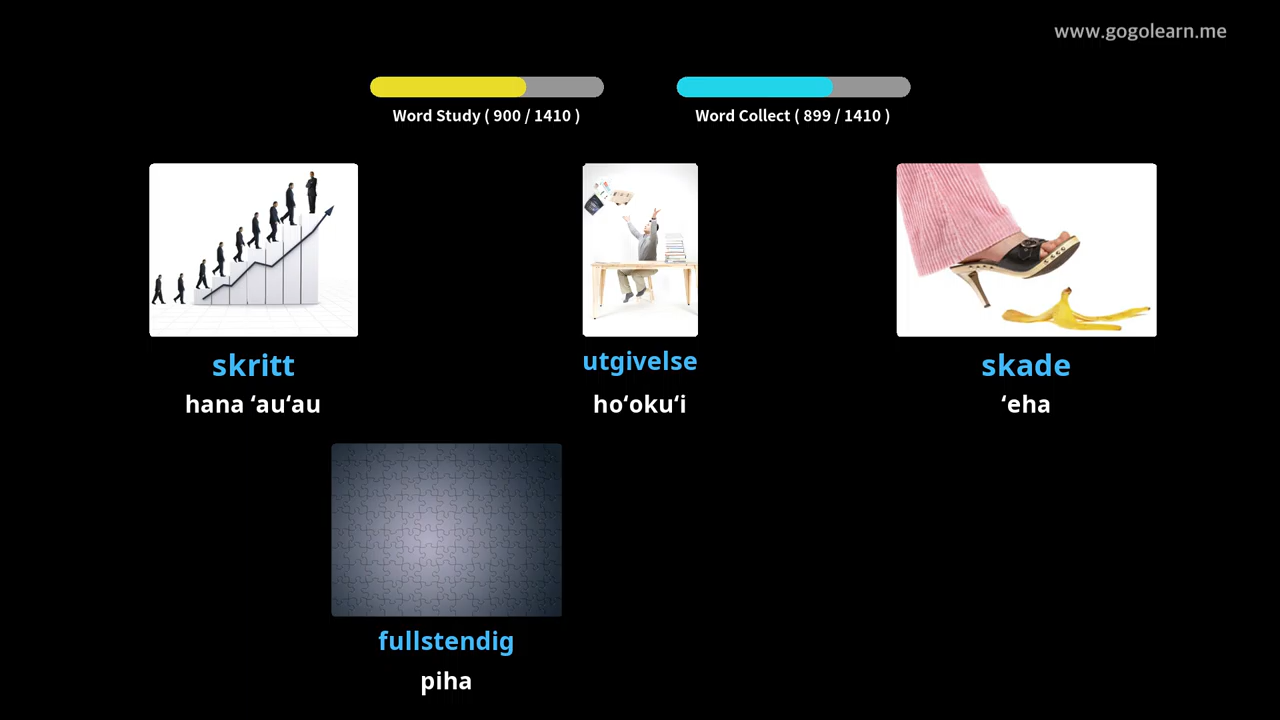 www.gogolearn.me
Word Study ( 900 / 1410 )
Word Collect ( 899 / 1410 )
skritt
hana ʻauʻau
utgivelse
hoʻokuʻi
skade
ʻeha
fullstendig
piha